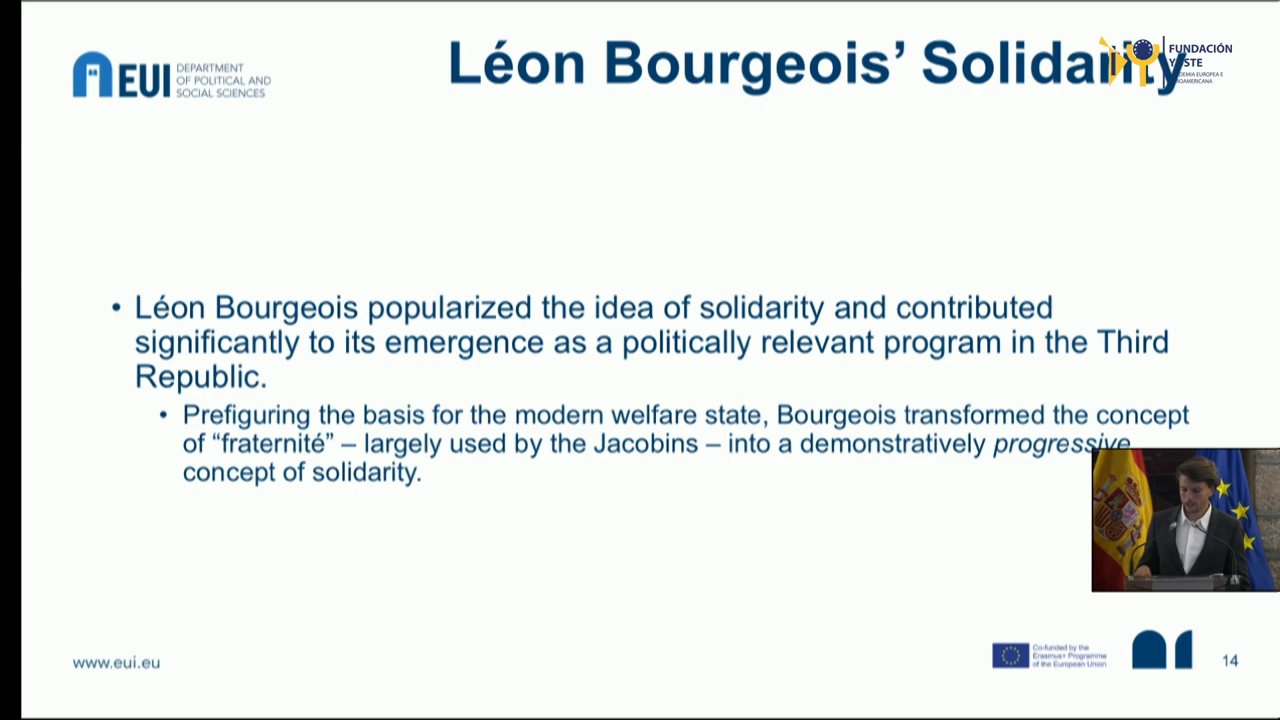 Léon Bourgeois’ Solidarity
EUI
DEPARTMENT
OF POLITICAL AND
SOCIAL SCIENCES
FUNDACIÓN
YUSTE
• Léon Bourgeois popularized the idea of solidarity and contributed
significantly to its emergence as a politically relevant program in the Third
Republic.
• Prefiguring the basis for the modern welfare state, Bourgeois transformed the concept
of “fraternité” – largely used by the Jacobins – into a demonstratively progressive
concept of solidarity.
www.eui.eu
Co-funded by the
Erasmus+ Programme
of the European Union
14